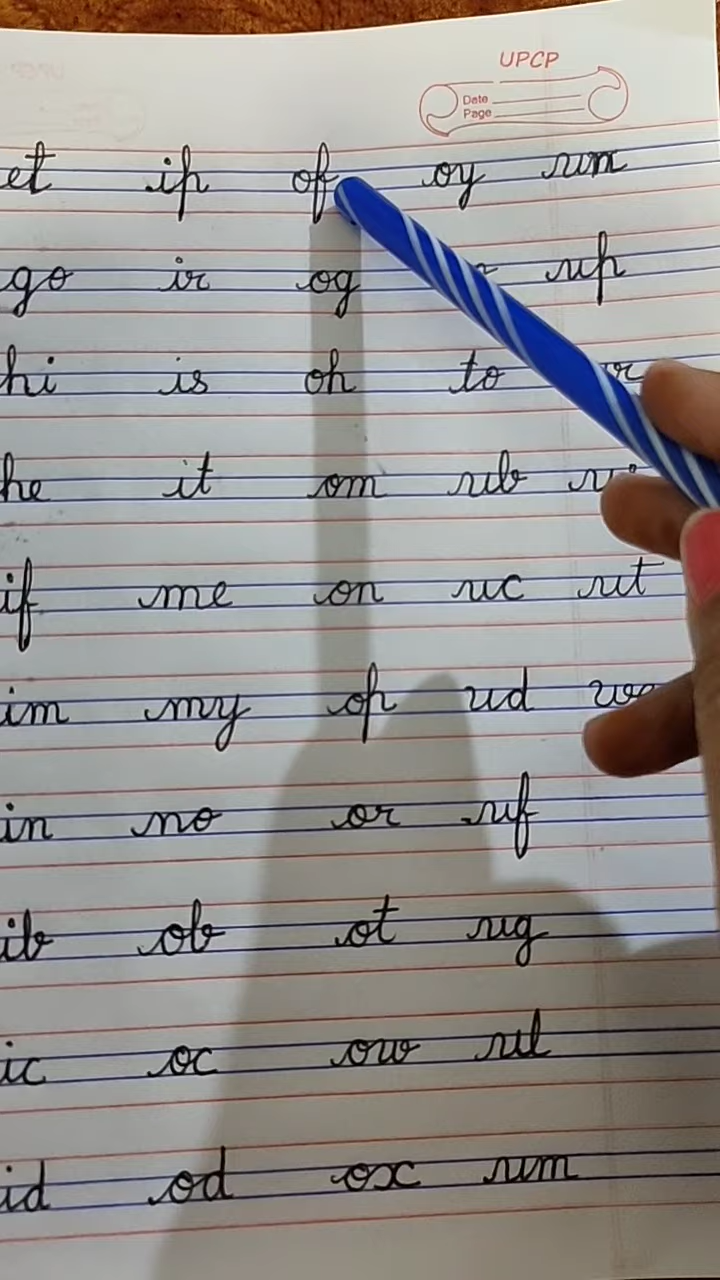 UPCP
Date
Page
et ip of oy un
go ir og up
hi is oh to
he it om ub
if me on uc ut
im my op ud
in no or uf
ib ob ot ug
ic oc ow ul
id od ox um